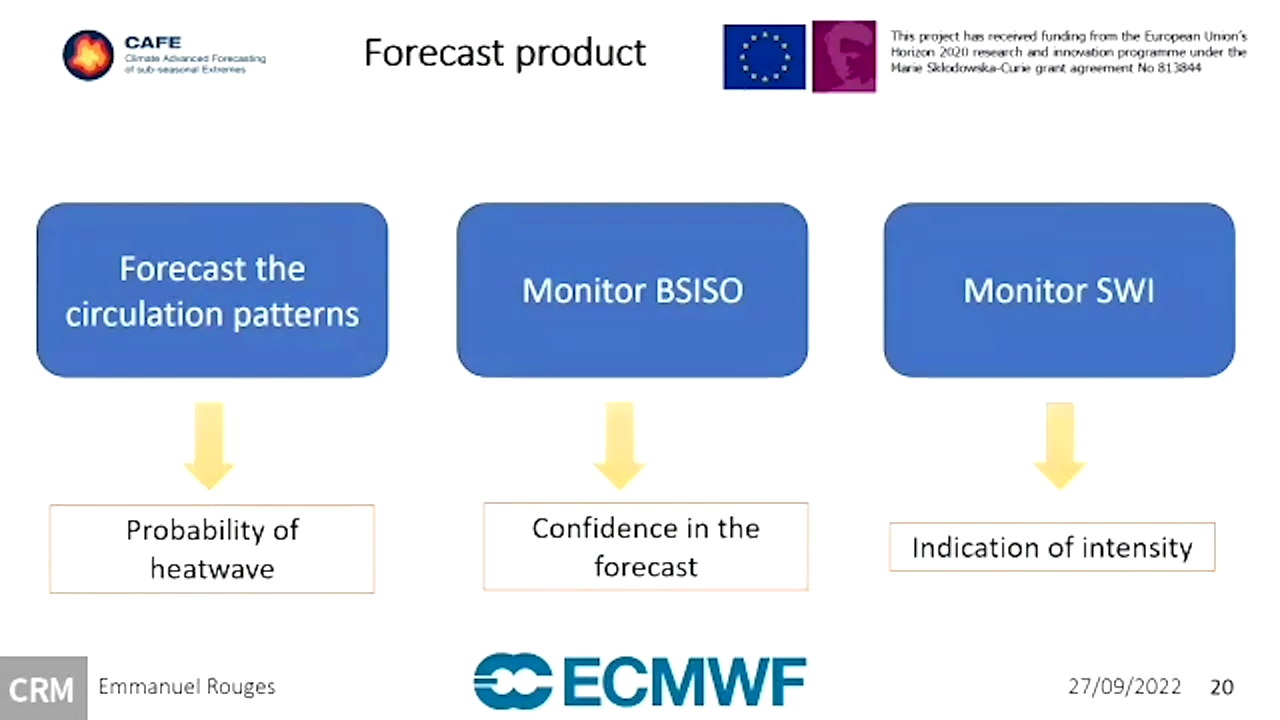 CAFE
Climate Advanced Forecasting
of sub-seasonal Extremes
Forecast product
This project has received funding from the European Union's
Horizon 2020 research and innovation programme under the
Marie Skłodowska-Curie grant agreement No 813844
Forecast the
circulation patterns
Monitor BSISO
Monitor SWI
Probability of
heatwave
Confidence in the
forecast
Indication of intensity
CRM
Emmanuel Rouges
ECMWF
27/09/2022
20